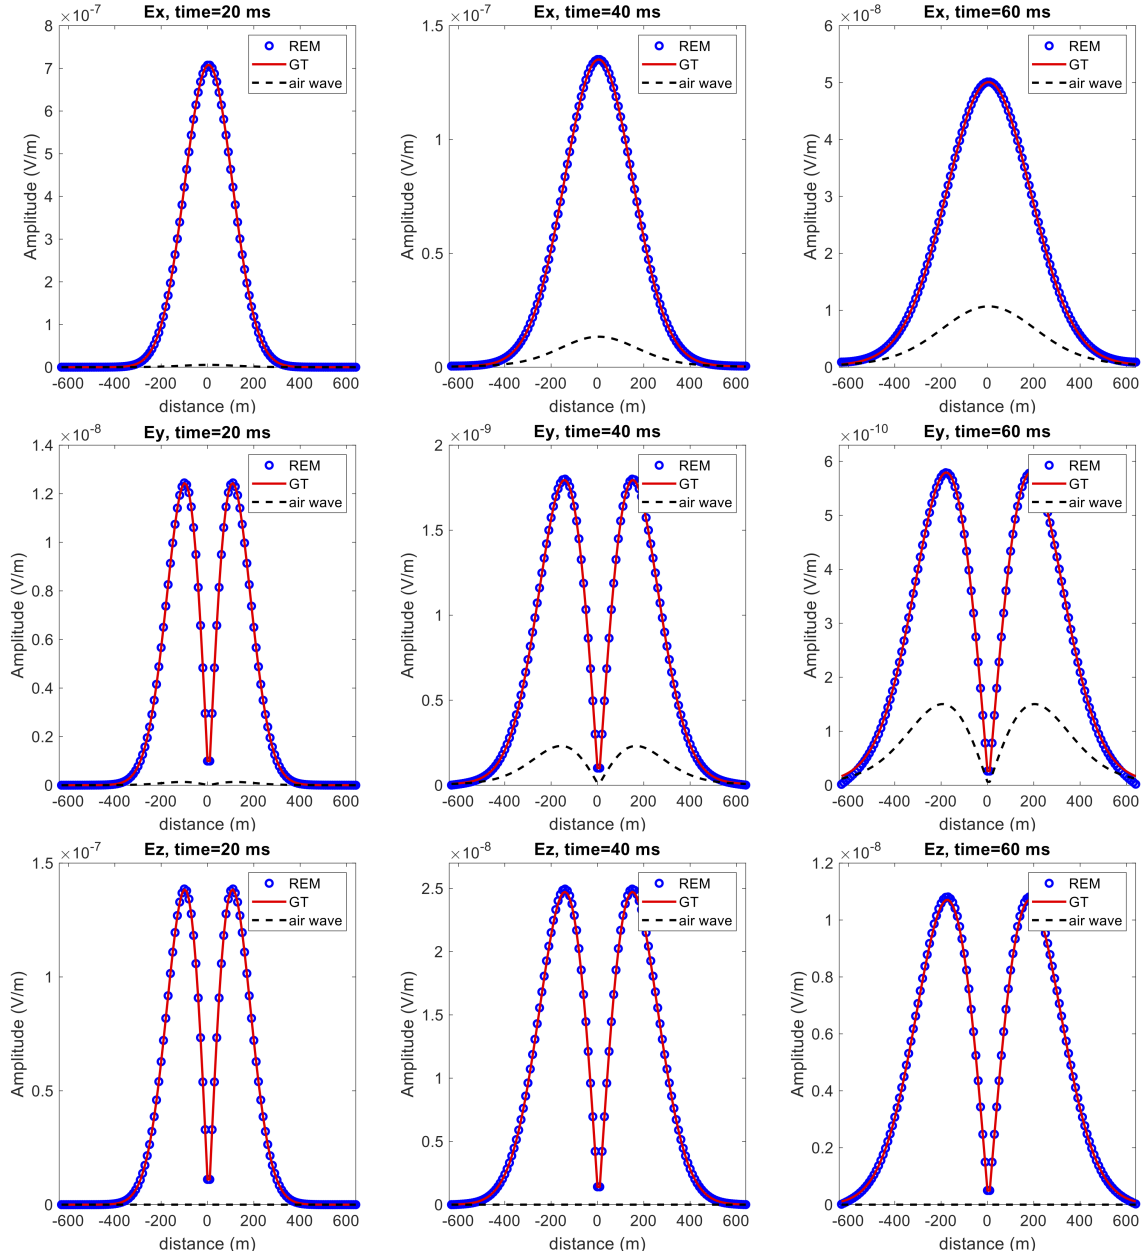 ×10⁻⁷ Ex, time=20 ms
8
7
6
5
4
3
2
1
0
Amplitude (V/m)
-600 -400 -200 0 200 400 600
distance (m)
REM
GT
air wave
×10⁻⁷ Ex, time=40 ms
1.5
1
0.5
0
Amplitude (V/m)
-600 -400 -200 0 200 400 600
distance (m)
REM
GT
air wave
×10⁻⁸ Ex, time=60 ms
6
5
4
3
2
1
0
Amplitude (V/m)
-600 -400 -200 0 200 400 600
distance (m)
REM
GT
air wave
×10⁻⁸ Ey, time=20 ms
1.4
1.2
1
0.8
0.6
0.4
0.2
0
Amplitude (V/m)
-600 -400 -200 0 200 400 600
distance (m)
REM
GT
air wave
×10⁻⁹ Ey, time=40 ms
2
1.5
1
0.5
0
Amplitude (V/m)
-600 -400 -200 0 200 400 600
distance (m)
REM
GT
air wave
×10⁻¹⁰ Ey, time=60 ms
6
5
4
3
2
1
0
Amplitude (V/m)
-600 -400 -200 0 200 400 600
distance (m)
REM
GT
air wave
×10⁻⁷ Ez, time=20 ms
1.5
1
0.5
0
Amplitude (V/m)
-600 -400 -200 0 200 400 600
distance (m)
REM
GT
air wave
×10⁻⁸ Ez, time=40 ms
2.5
2
1.5
1
0.5
0
Amplitude (V/m)
-600 -400 -200 0 200 400 600
distance (m)
REM
GT
air wave
×10⁻⁸ Ez, time=60 ms
1.2
1
0.8
0.6
0.4
0.2
0
Amplitude (V/m)
-600 -400 -200 0 200 400 600
distance (m)
REM
GT
air wave